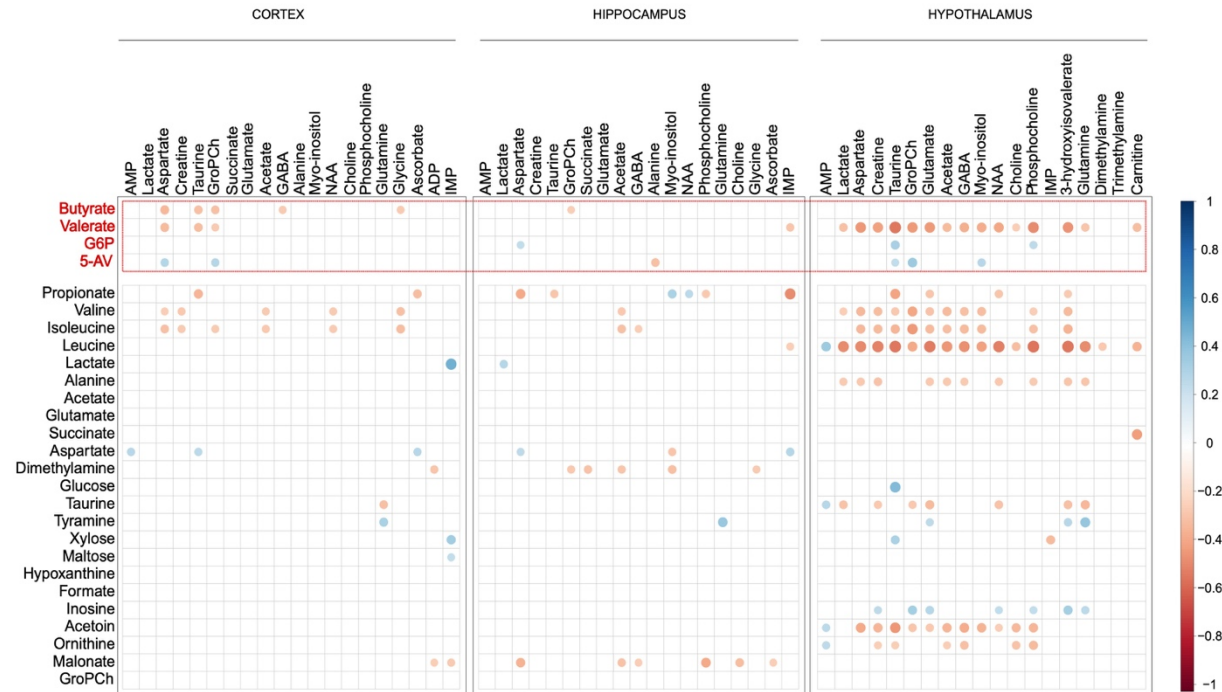 CORTEX
HIPPOCAMPUS
HYPOTHALAMUS
AMP
Lactate
Aspartate
Creatine
Taurine
GroPCh
Succinate
Glutamate
Acetate
GABA
Alanine
Myo-inositol
NAA
Choline
Phosphocholine
Glutamine
Glycine
Ascorbate
ADP
IMP
AMP
Lactate
Aspartate
Creatine
Taurine
GroPCh
Succinate
Glutamate
Acetate
GABA
Alanine
Myo-inositol
NAA
Phosphocholine
Glutamine
Choline
Glycine
Ascorbate
IMP
AMP
Lactate
Aspartate
Creatine
Taurine
GroPCh
Glutamate
Acetate
GABA
Myo-inositol
NAA
Choline
Phosphocholine
IMP
3-hydroxyisovalerate
Glutamine
Dimethylamine
Trimethylamine
Carnitine
Butyrate
Valerate
G6P
5-AV
Propionate
Valine
Isoleucine
Leucine
Lactate
Alanine
Acetate
Glutamate
Succinate
Aspartate
Dimethylamine
Glucose
Taurine
Tyramine
Xylose
Maltose
Hypoxanthine
Formate
Inosine
Acetoin
Ornithine
Malonate
GroPCh
1
0.8
0.6
0.4
0.2
0
−0.2
−0.4
−0.6
−0.8
−1